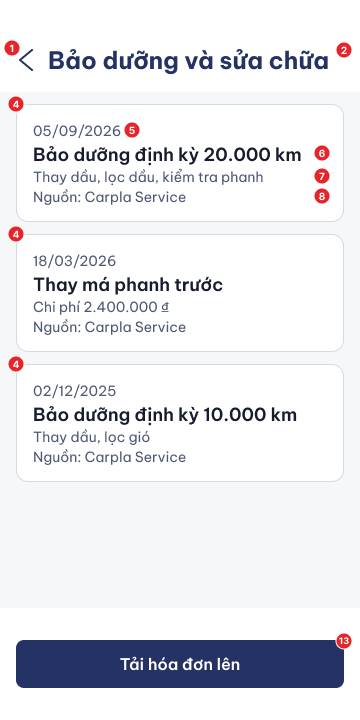 1
Bảo dưỡng và sửa chữa
2
4
05/09/2026
5
Bảo dưỡng định kỳ 20.000 km
6
Thay dầu, lọc dầu, kiểm tra phanh
7
Nguồn: Carpla Service
8
4
18/03/2026
Thay má phanh trước
Chi phí 2.400.000 ₫
Nguồn: Carpla Service
4
02/12/2025
Bảo dưỡng định kỳ 10.000 km
Thay dầu, lọc gió
Nguồn: Carpla Service
13
Tải hóa đơn lên